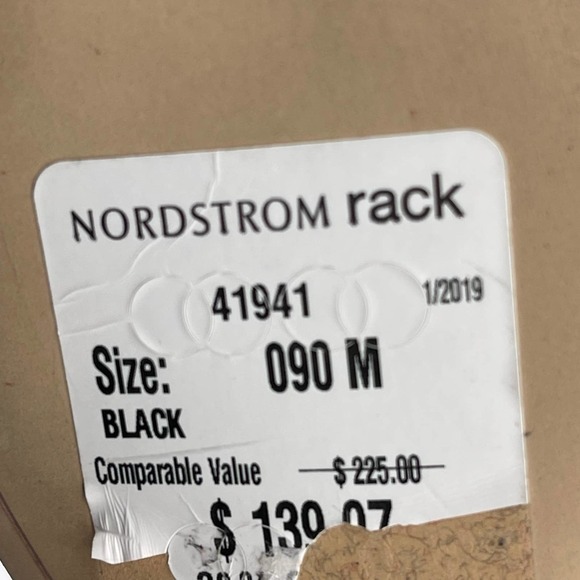 NORDSTROM rack
41941 1/2019
Size: 090 M
BLACK
Comparable Value $225.00
$ 139.97